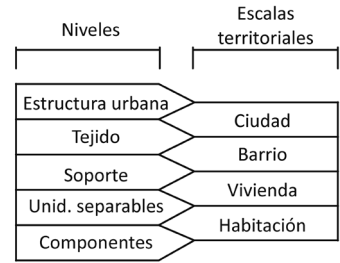 Niveles
Escalas
territoriales
Estructura urbana
Tejido
Soporte
Unid. separables
Componentes
Ciudad
Barrio
Vivienda
Habitación